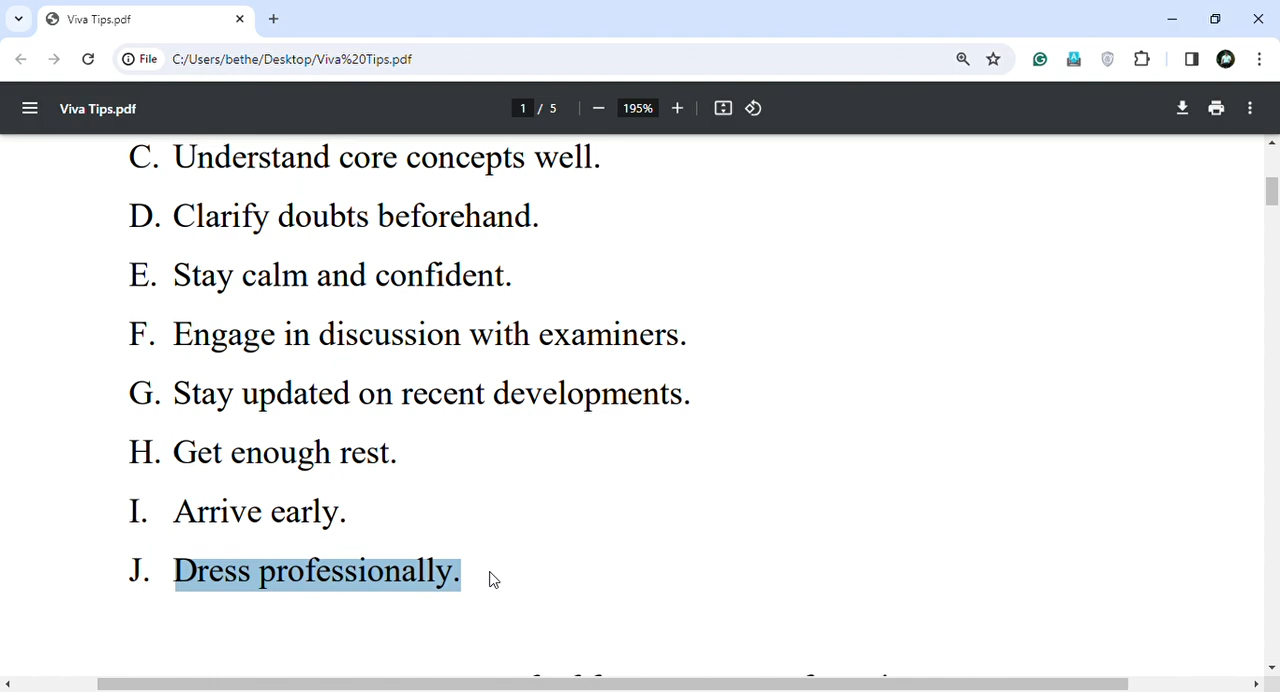 Viva Tips.pdf
File
C:/Users/bethe/Desktop/Viva%20Tips.pdf
Viva Tips.pdf
1 / 5
195%
C. Understand core concepts well.
D. Clarify doubts beforehand.
E. Stay calm and confident.
F. Engage in discussion with examiners.
G. Stay updated on recent developments.
H. Get enough rest.
I. Arrive early.
J. Dress professionally.